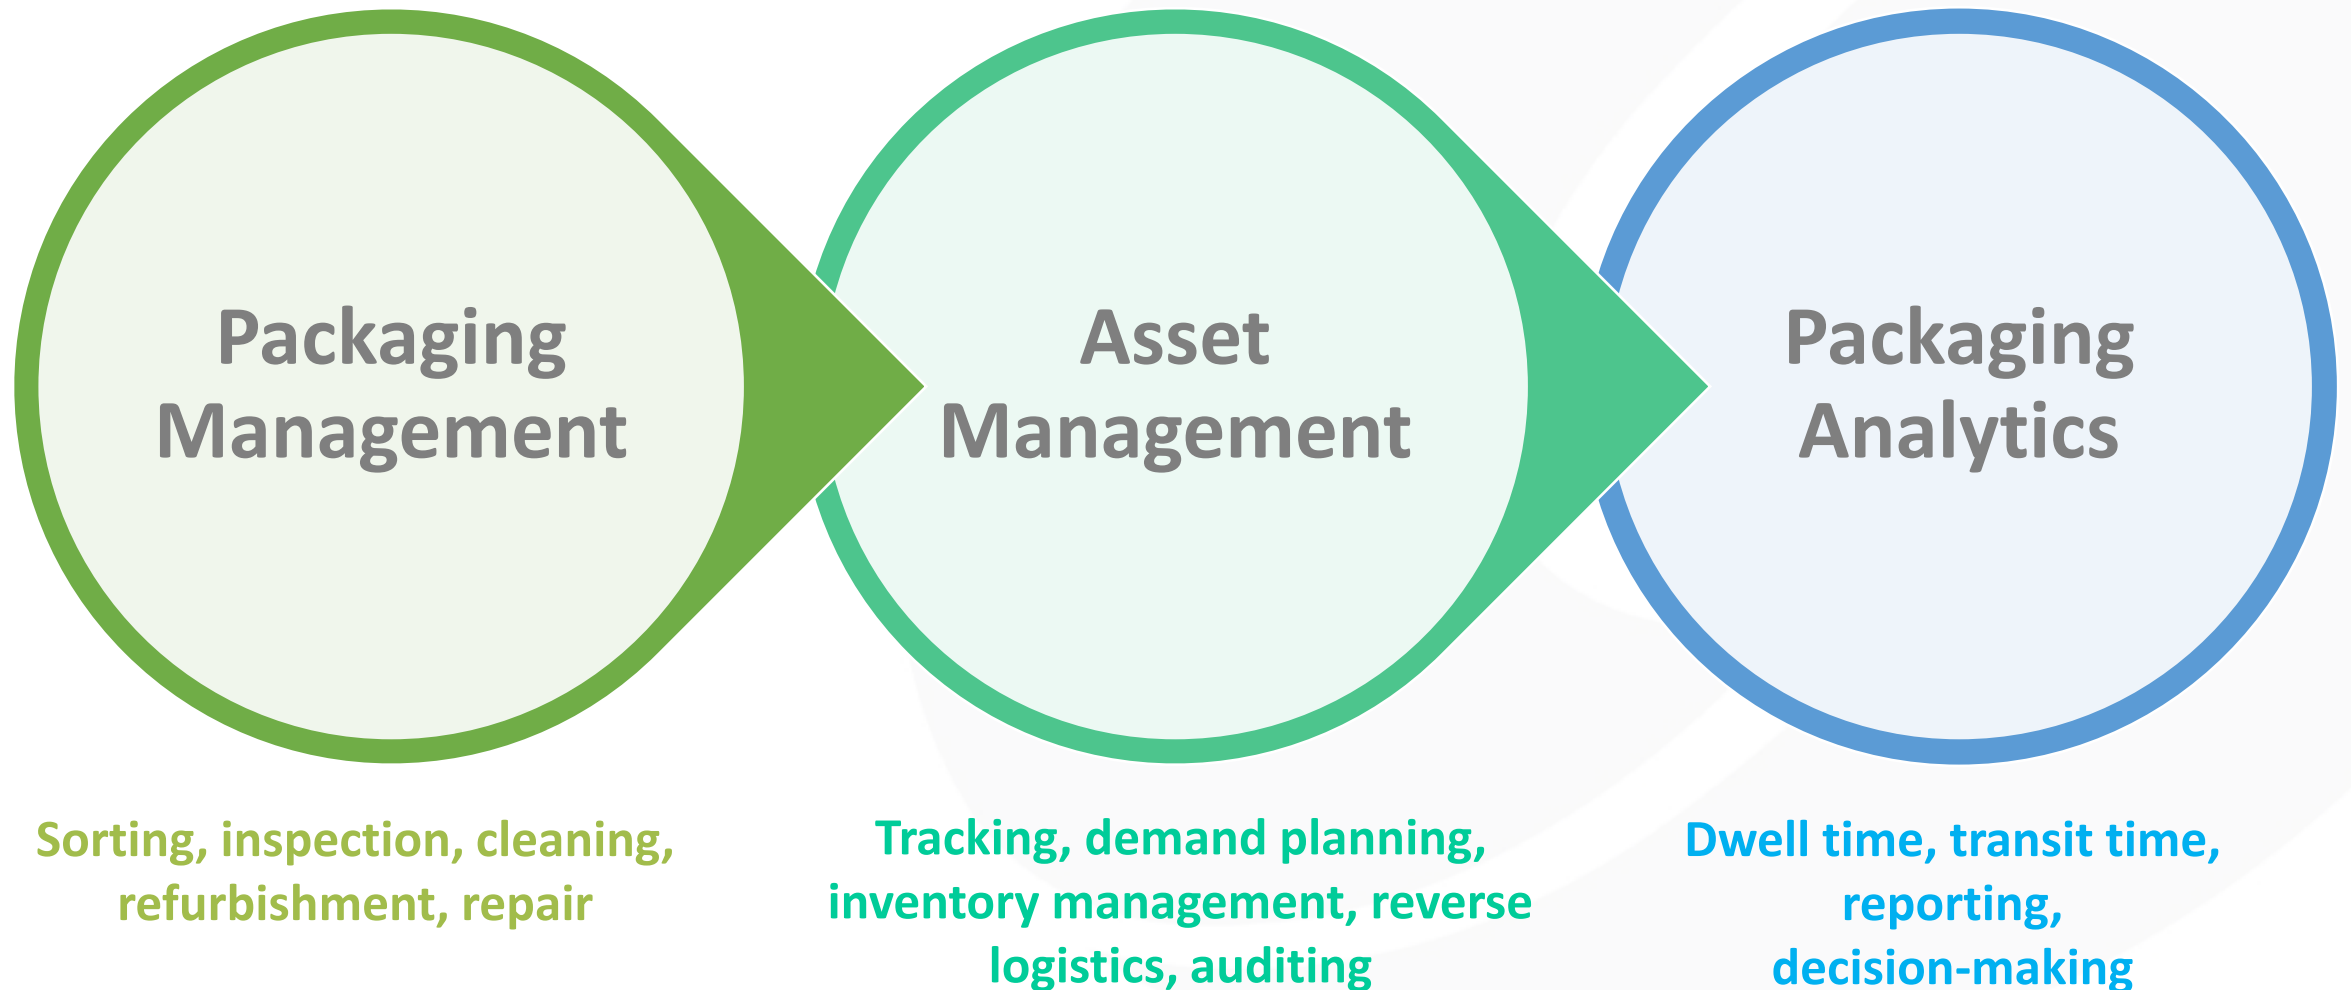 Packaging
Management
Asset
Management
Packaging
Analytics
Sorting, inspection, cleaning,
refurbishment, repair
Tracking, demand planning,
inventory management, reverse
logistics, auditing
Dwell time, transit time,
reporting,
decision-making